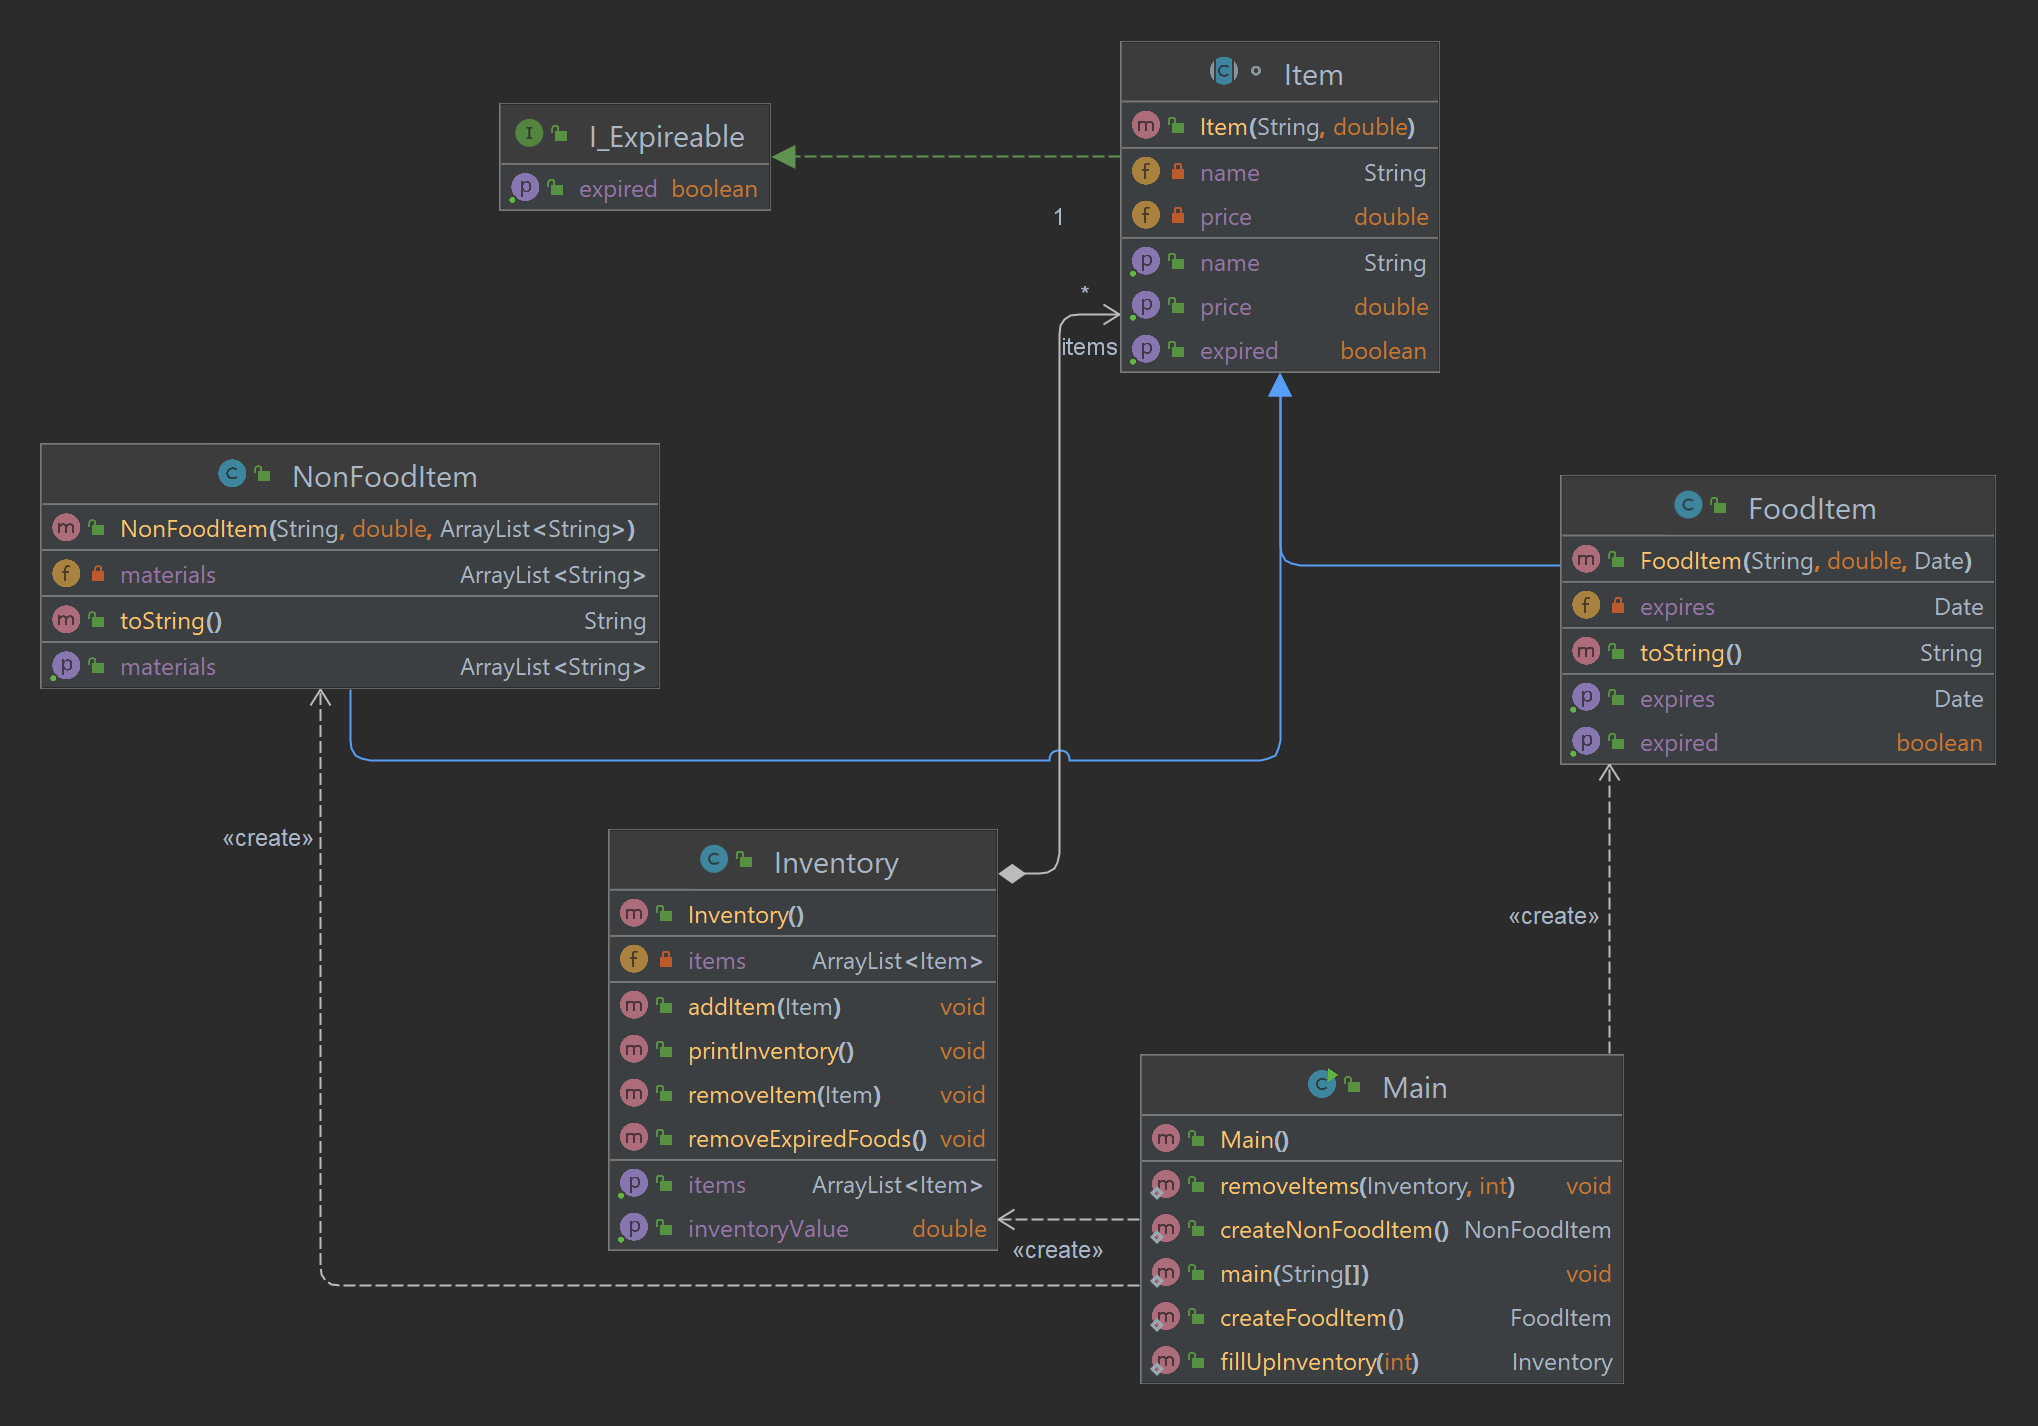 Item
Item(String, double)
name String
price double
name String
price double
expired boolean
I_Expireable
expired boolean
1
*
items
NonFoodItem
NonFoodItem(String, double, ArrayList<String>)
materials ArrayList<String>
toString() String
materials ArrayList<String>
FoodItem
FoodItem(String, double, Date)
expires Date
toString() String
expires Date
expired boolean
«create»
Inventory
Inventory()
items ArrayList<Item>
addItem(Item) void
printInventory() void
removeItem(Item) void
removeExpiredFoods() void
items ArrayList<Item>
inventoryValue double
«create»
«create»
Main
Main()
removeItems(Inventory, int) void
createNonFoodItem() NonFoodItem
main(String[]) void
createFoodItem() FoodItem
fillUpInventory(int) Inventory